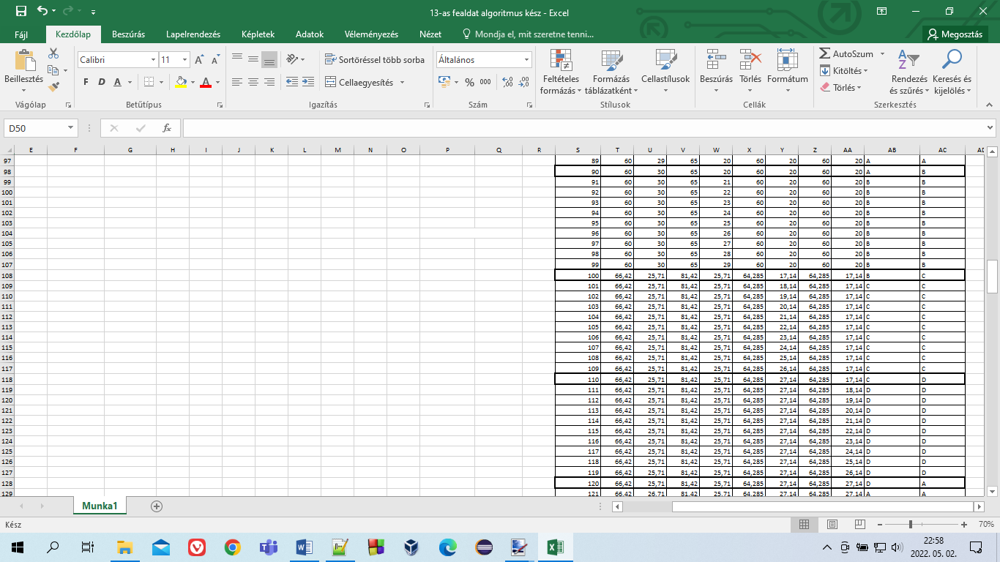 13-as fealdat algoritmus kész - Excel
Fájl Kezdőlap Beszúrás Lapelrendezés Képletek Adatok Véleményezés Nézet Mondja el, mit szeretne tenni... Megosztás
Beillesztés
Calibri 11
F D A
Sortöréssel több sorba
Cellaegyesítés
Általános
% 000
Feltételes formázás
Formázás táblázatként
Cellastílusok
Beszúrás Törlés Formátum
AutoSzum
Kitöltés
Törlés
Rendezés és szűrés
Keresés és kijelölés
Vágólap Betűtípus Igazítás Szám Stílusok Cellák Szerkesztés
D50 fx
E F G H I J K L M N O P Q R S T U V W X Y Z AA AB AC AD
97 89 60 29 65 20 60 20 60 20 A A
98 90 60 30 65 20 60 20 60 20 A B
99 91 60 30 65 21 60 20 60 20 B B
100 92 60 30 65 22 60 20 60 20 B B
101 93 60 30 65 23 60 20 60 20 B B
102 94 60 30 65 24 60 20 60 20 B B
103 95 60 30 65 25 60 20 60 20 B B
104 96 60 30 65 26 60 20 60 20 B B
105 97 60 30 65 27 60 20 60 20 B B
106 98 60 30 65 28 60 20 60 20 B B
107 99 60 30 65 29 60 20 60 20 B B
108 100 66,42 25,71 81,42 25,71 64,285 17,14 64,285 17,14 B C
109 101 66,42 25,71 81,42 25,71 64,285 18,14 64,285 17,14 C C
110 102 66,42 25,71 81,42 25,71 64,285 19,14 64,285 17,14 C C
111 103 66,42 25,71 81,42 25,71 64,285 20,14 64,285 17,14 C C
112 104 66,42 25,71 81,42 25,71 64,285 21,14 64,285 17,14 C C
113 105 66,42 25,71 81,42 25,71 64,285 22,14 64,285 17,14 C C
114 106 66,42 25,71 81,42 25,71 64,285 23,14 64,285 17,14 C C
115 107 66,42 25,71 81,42 25,71 64,285 24,14 64,285 17,14 C C
116 108 66,42 25,71 81,42 25,71 64,285 25,14 64,285 17,14 C C
117 109 66,42 25,71 81,42 25,71 64,285 26,14 64,285 17,14 C C
118 110 66,42 25,71 81,42 25,71 64,285 27,14 64,285 17,14 C D
119 111 66,42 25,71 81,42 25,71 64,285 27,14 64,285 18,14 D D
120 112 66,42 25,71 81,42 25,71 64,285 27,14 64,285 19,14 D D
121 113 66,42 25,71 81,42 25,71 64,285 27,14 64,285 20,14 D D
122 114 66,42 25,71 81,42 25,71 64,285 27,14 64,285 21,14 D D
123 115 66,42 25,71 81,42 25,71 64,285 27,14 64,285 22,14 D D
124 116 66,42 25,71 81,42 25,71 64,285 27,14 64,285 23,14 D D
125 117 66,42 25,71 81,42 25,71 64,285 27,14 64,285 24,14 D D
126 118 66,42 25,71 81,42 25,71 64,285 27,14 64,285 25,14 D D
127 119 66,42 25,71 81,42 25,71 64,285 27,14 64,285 26,14 D D
128 120 66,42 25,71 81,42 25,71 64,285 27,14 64,285 27,14 D A
129 121 66,42 26,71 81,42 25,71 64,285 27,14 64,285 27,14 A A
Munka1
Kész 70%
22:58
2022. 05. 02.